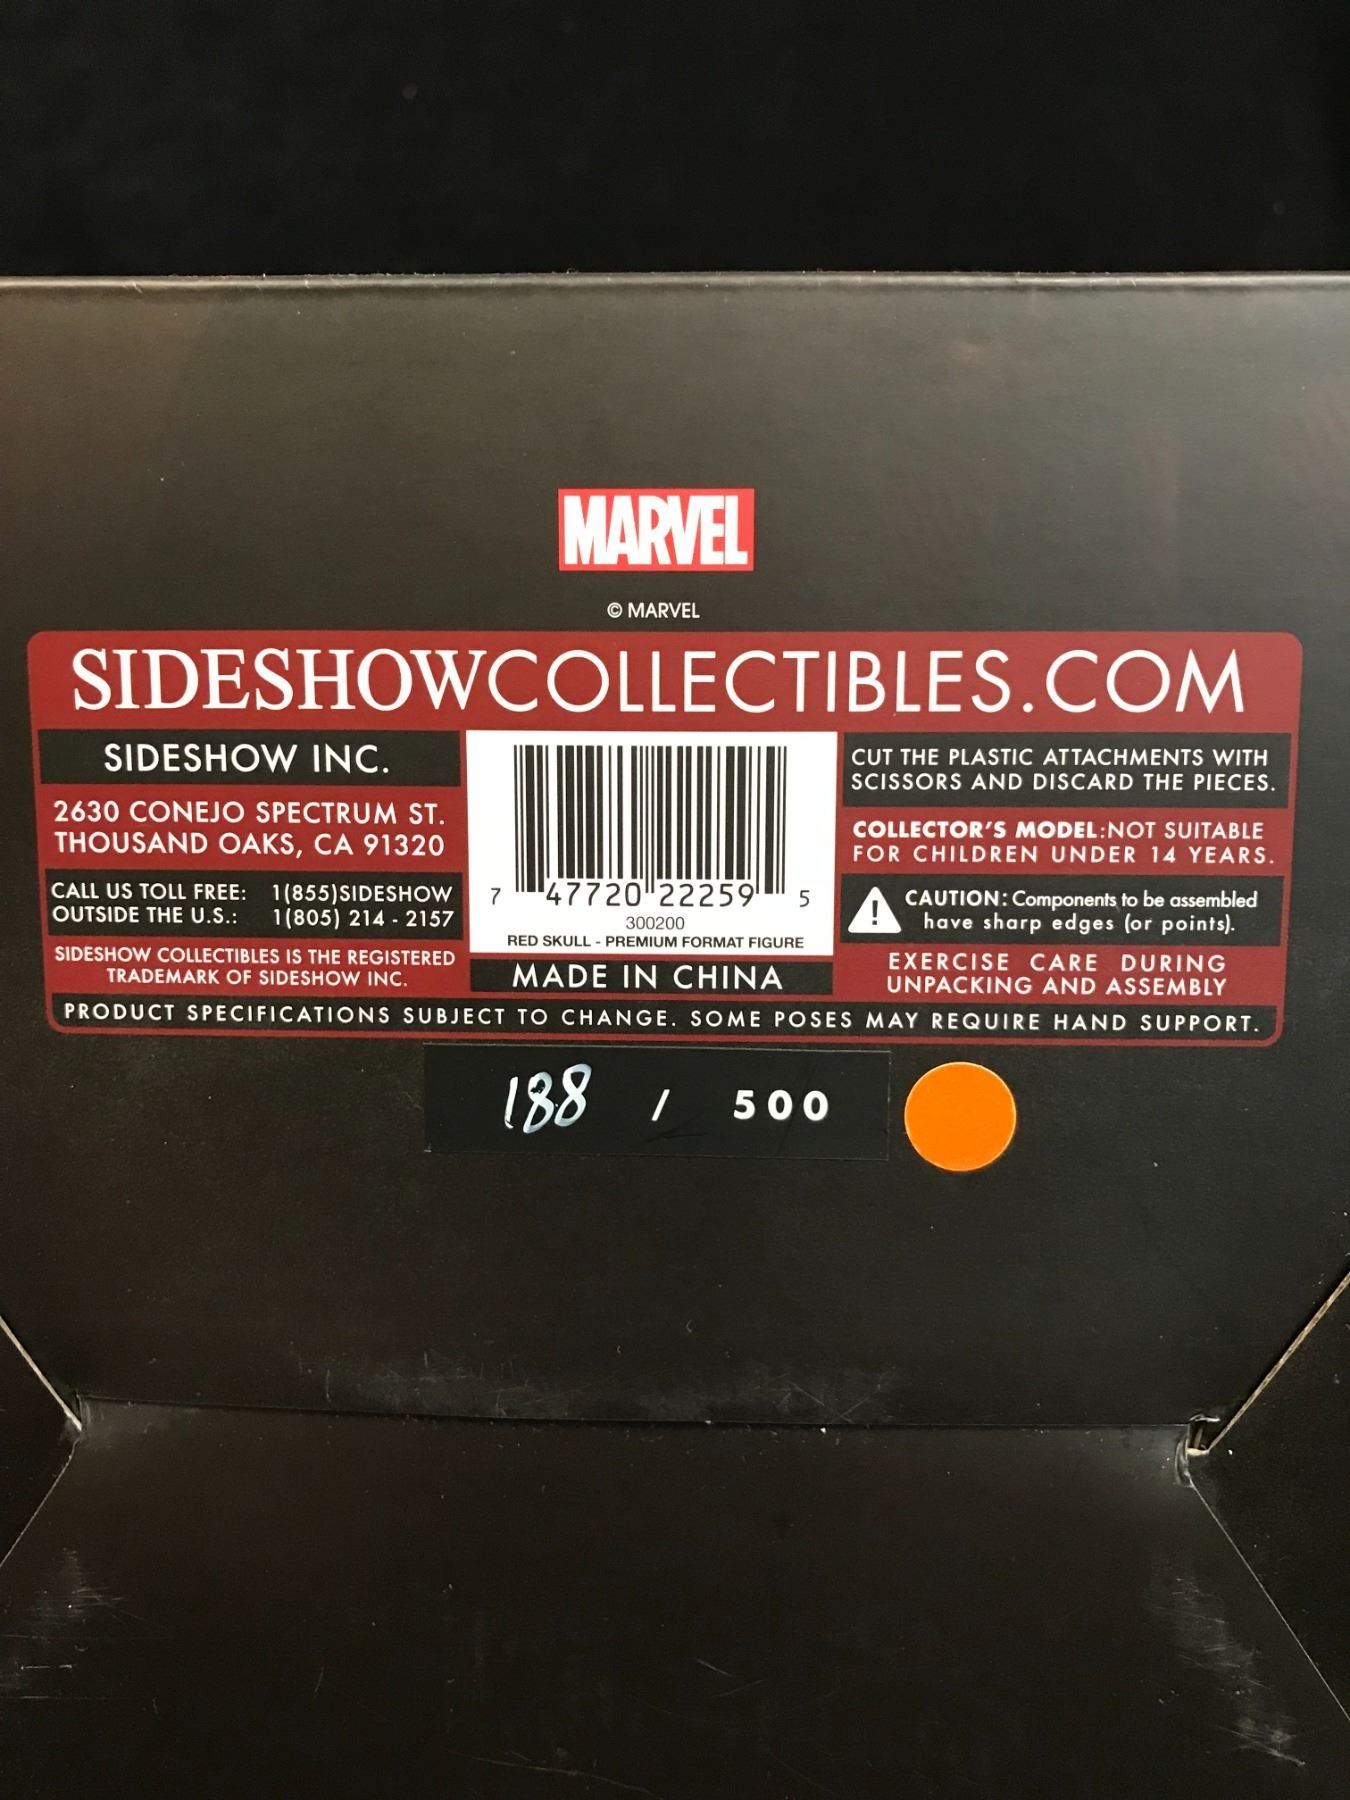 MARVEL
© MARVEL
SIDESHOWCOLLECTIBLES.COM
SIDESHOW INC.
2630 CONEJO SPECTRUM ST.
THOUSAND OAKS, CA 91320
CALL US TOLL FREE: 1(855)SIDESHOW
OUTSIDE THE U.S.: 1(805) 214 - 2157
SIDESHOW COLLECTIBLES IS THE REGISTERED
TRADEMARK OF SIDESHOW INC.
7 47720 22259 5
300200
RED SKULL - PREMIUM FORMAT FIGURE
MADE IN CHINA
CUT THE PLASTIC ATTACHMENTS WITH
SCISSORS AND DISCARD THE PIECES.
COLLECTOR'S MODEL:NOT SUITABLE
FOR CHILDREN UNDER 14 YEARS.
! CAUTION: Components to be assembled
have sharp edges (or points).
EXERCISE CARE DURING
UNPACKING AND ASSEMBLY
PRODUCT SPECIFICATIONS SUBJECT TO CHANGE. SOME POSES MAY REQUIRE HAND SUPPORT.
188 / 500